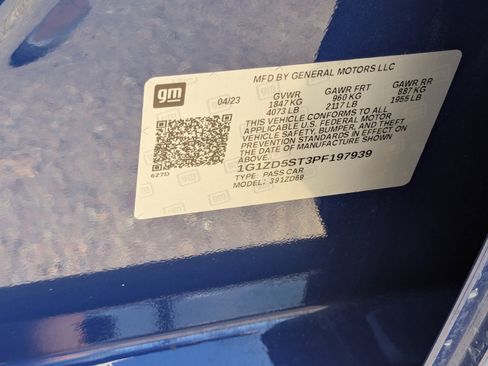 gm
MFD BY GENERAL MOTORS LLC
04/23 GVWR GAWR FRT GAWR RR
1847 KG 960 KG 887 KG
4073 LB 2117 LB 1955 LB
THIS VEHICLE CONFORMS TO ALL
APPLICABLE U.S. FEDERAL MOTOR
VEHICLE SAFETY, BUMPER, AND THEFT
PREVENTION STANDARDS IN EFFECT ON
THE DATE OF MANUFACTURE SHOWN
ABOVE.
627D
1G1ZD5ST3PF197939
TYPE: PASS CAR
MODEL: 391ZD69